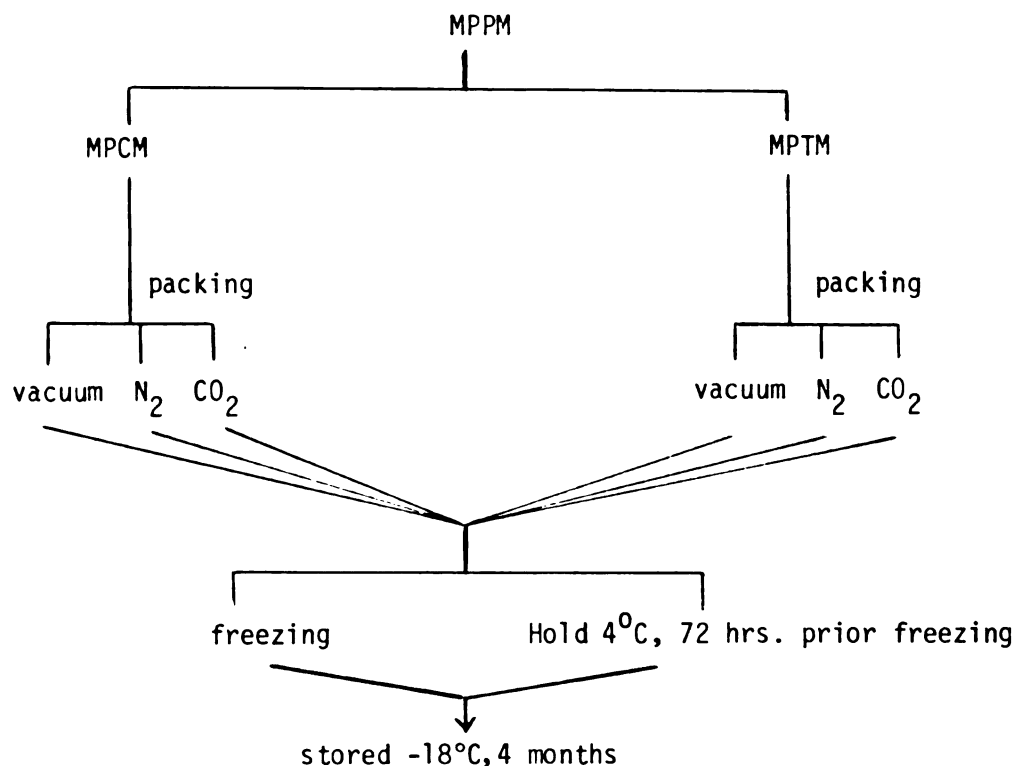 MPPM
MPCM MPTM
packing packing
vacuum N₂ CO₂ vacuum N₂ CO₂
freezing Hold 4°C, 72 hrs. prior freezing
stored -18°C, 4 months